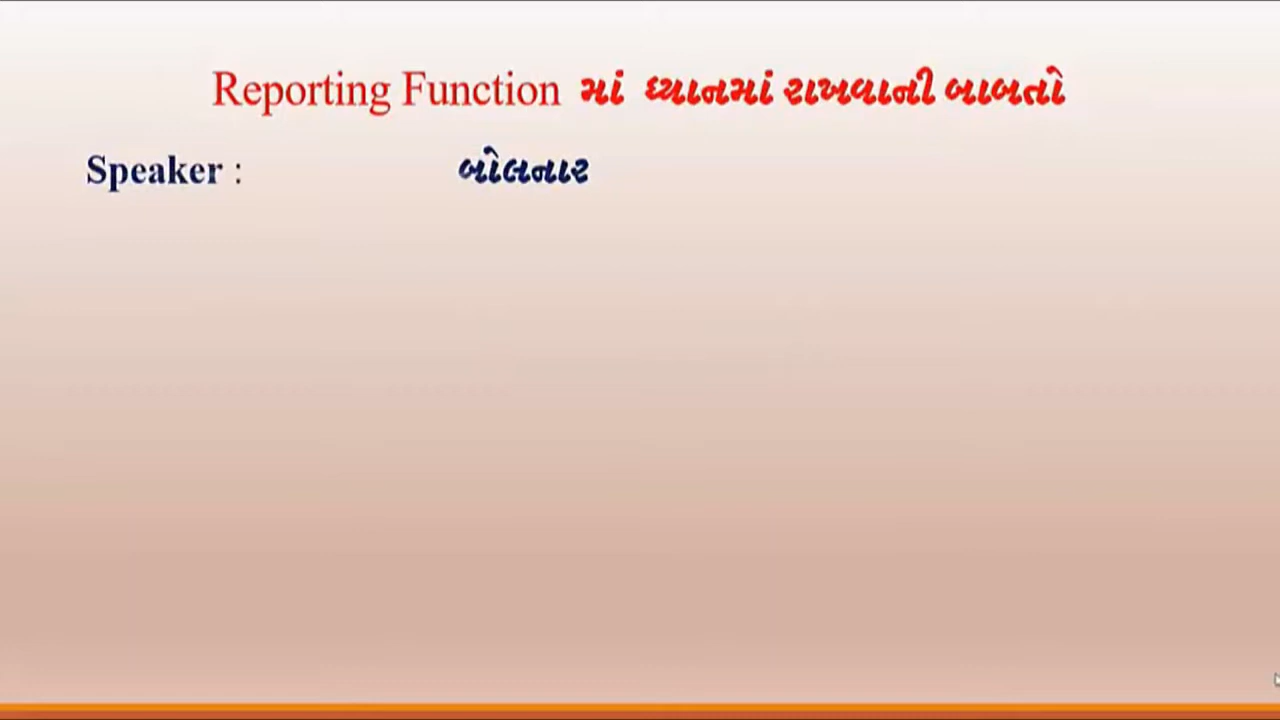 Reporting Function માં ધ્યાનમાં રાખવાની બાબતો
Speaker : બોલનાર